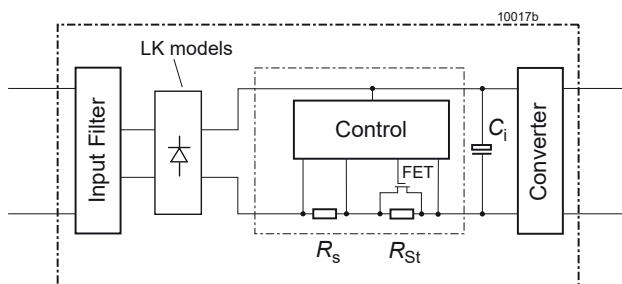 10017b
LK models
Input Filter
Control
FET
Ci
Converter
Rs
RSt